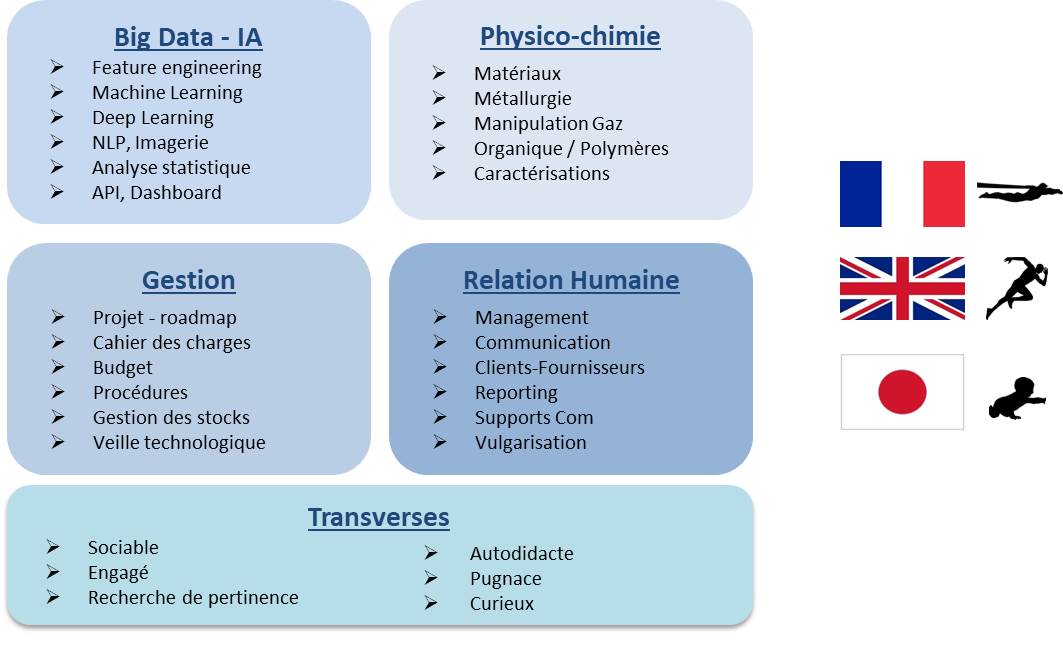 Big Data - IA
Feature engineering
Machine Learning
Deep Learning
NLP, Imagerie
Analyse statistique
API, Dashboard
Physico-chimie
Matériaux
Métallurgie
Manipulation Gaz
Organique / Polymères
Caractérisations
Gestion
Projet - roadmap
Cahier des charges
Budget
Procédures
Gestion des stocks
Veille technologique
Relation Humaine
Management
Communication
Clients-Fournisseurs
Reporting
Supports Com
Vulgarisation
Transverses
Sociable
Engagé
Recherche de pertinence
Autodidacte
Pugnace
Curieux